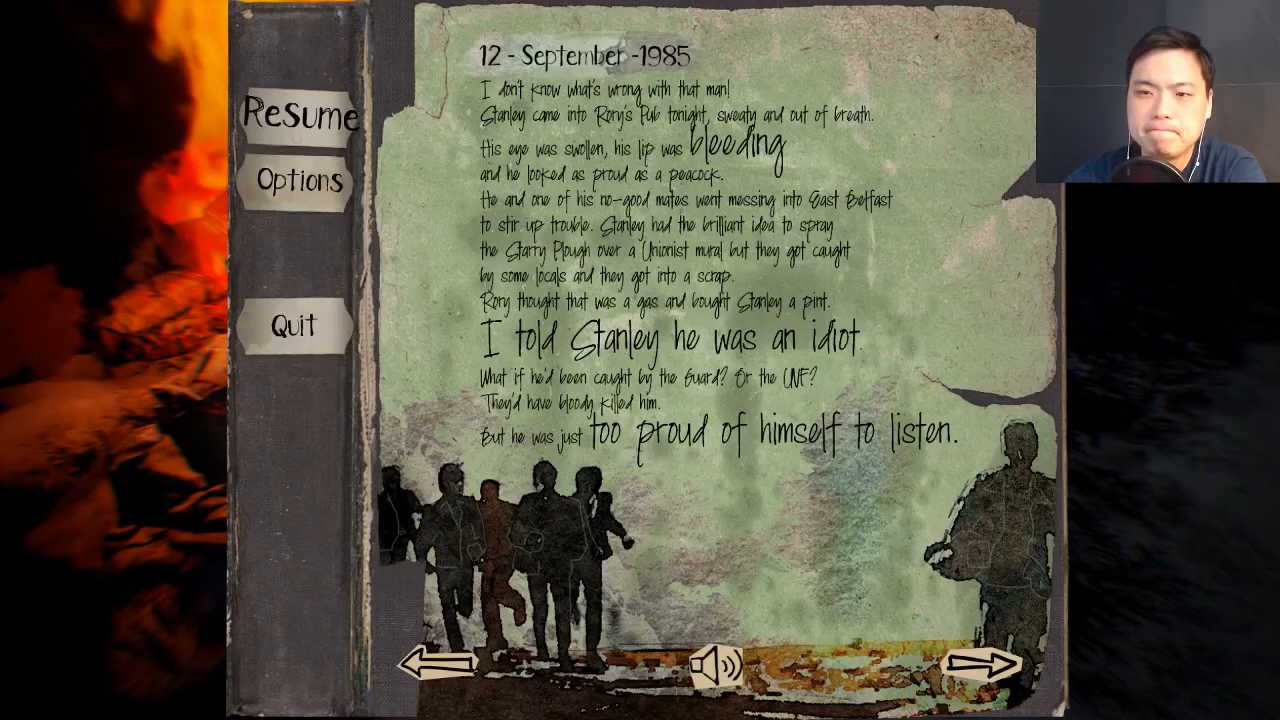 Resume
Options
Quit
12 - September -1985
I don't know what's wrong with that man!
Stanley came into Rory's Pub tonight, sweaty and out of breath.
His eye was swollen, his lip was bleeding
and he looked as proud as a peacock.
He and one of his no-good mates went messing into East Belfast
to stir up trouble. Stanley had the brilliant idea to spray
the Starry Plough over a Unionist mural but they got caught
by some locals and they got into a scrap.
Rory thought that was a gas and bought Stanley a pint.
I told Stanley he was an idiot.
What if he'd been caught by the Guard? Or the UVF?
They'd have bloody killed him.
But he was just too proud of himself to listen.